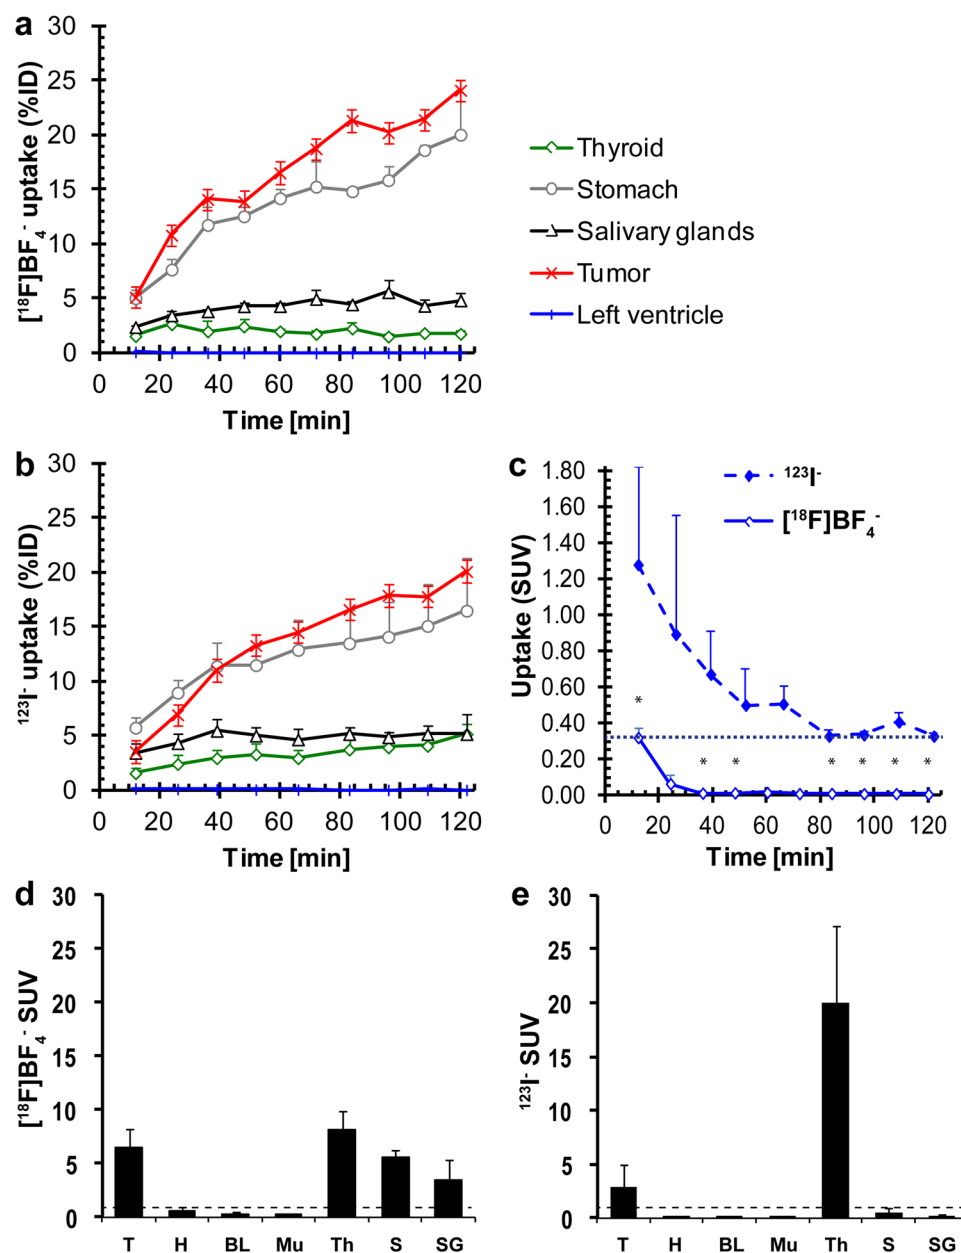 a
[¹⁸F]BF₄⁻ uptake (%ID)
30
25
20
15
10
5
0
0 20 40 60 80 100 120
Time [min]
Thyroid
Stomach
Salivary glands
Tumor
Left ventricle
b
¹²³I⁻ uptake (%ID)
30
25
20
15
10
5
0
0 20 40 60 80 100 120
Time [min]
c
Uptake (SUV)
1.80
1.60
1.40
1.20
1.00
0.80
0.60
0.40
0.20
0.00
¹²³I⁻
[¹⁸F]BF₄⁻
*
* * * * * *
0 20 40 60 80 100 120
Time [min]
d
[¹⁸F]BF₄⁻ SUV
30
25
20
15
10
5
0
T H BL Mu Th S SG
e
¹²³I⁻ SUV
30
25
20
15
10
5
0
T H BL Mu Th S SG